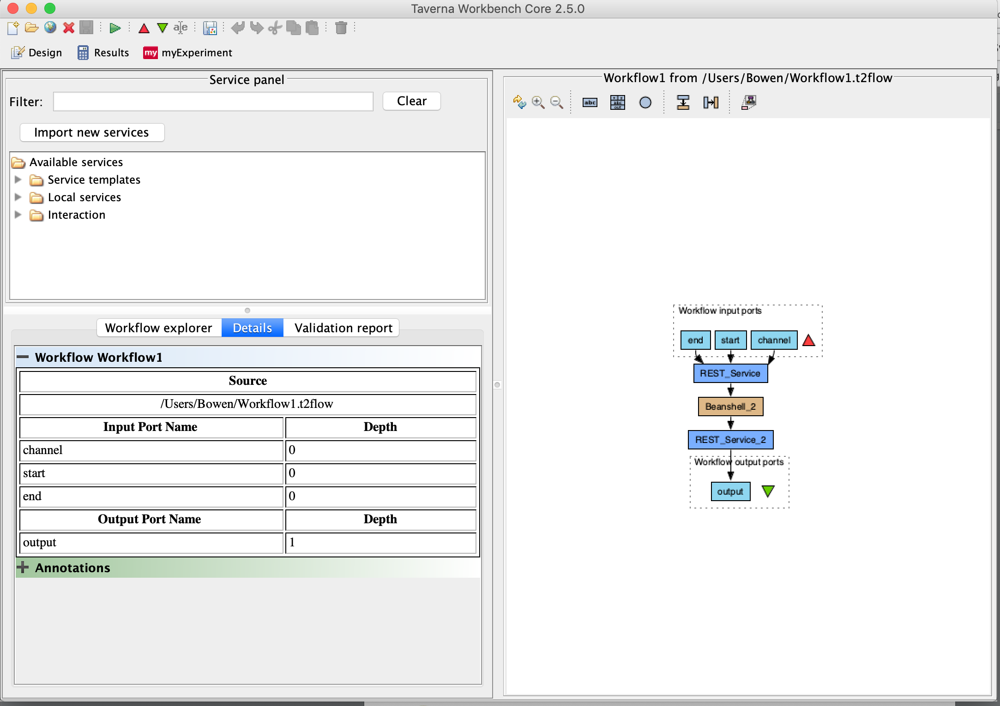 Taverna Workbench Core 2.5.0
Design Results my myExperiment
Service panel
Filter: Clear
Import new services
Available services
Service templates
Local services
Interaction
Workflow explorer Details Validation report
Workflow Workflow1
Source
/Users/Bowen/Workflow1.t2flow
Input Port Name Depth
channel 0
start 0
end 0
Output Port Name Depth
output 1
Annotations
Workflow1 from /Users/Bowen/Workflow1.t2flow
abc
Workflow input ports
end start channel
REST_Service
Beanshell_2
REST_Service_2
Workflow output ports
output